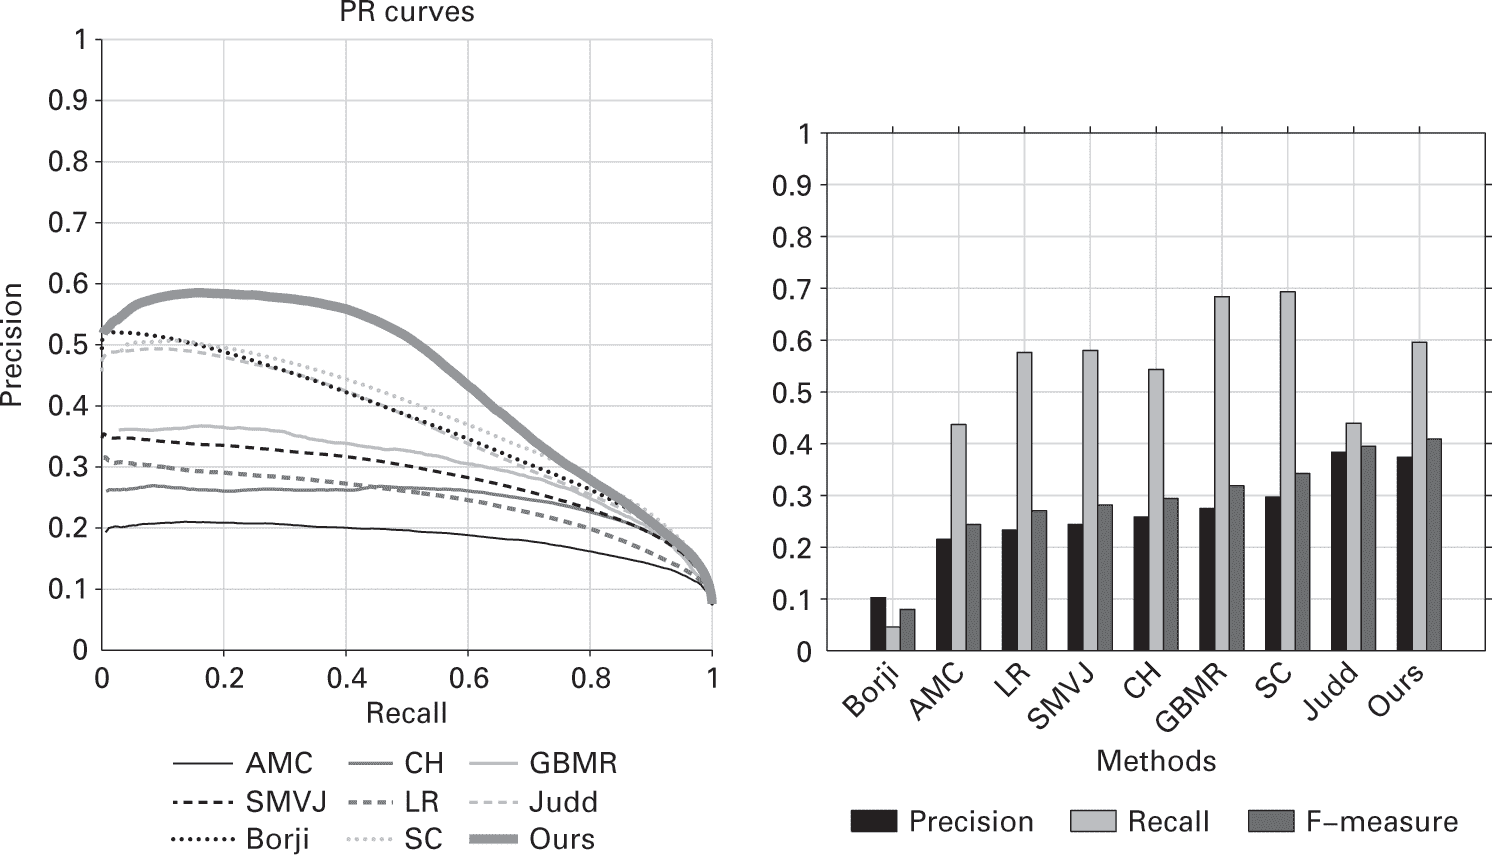 PR curves
1
0.9
0.8
0.7
0.6
0.5
0.4
0.3
0.2
0.1
0
Precision
0 0.2 0.4 0.6 0.8 1
Recall
AMC CH GBMR
SMVJ LR Judd
Borji SC Ours
1
0.9
0.8
0.7
0.6
0.5
0.4
0.3
0.2
0.1
0
Borji AMC LR SMVJ CH GBMR SC Judd Ours
Methods
Precision Recall F–measure